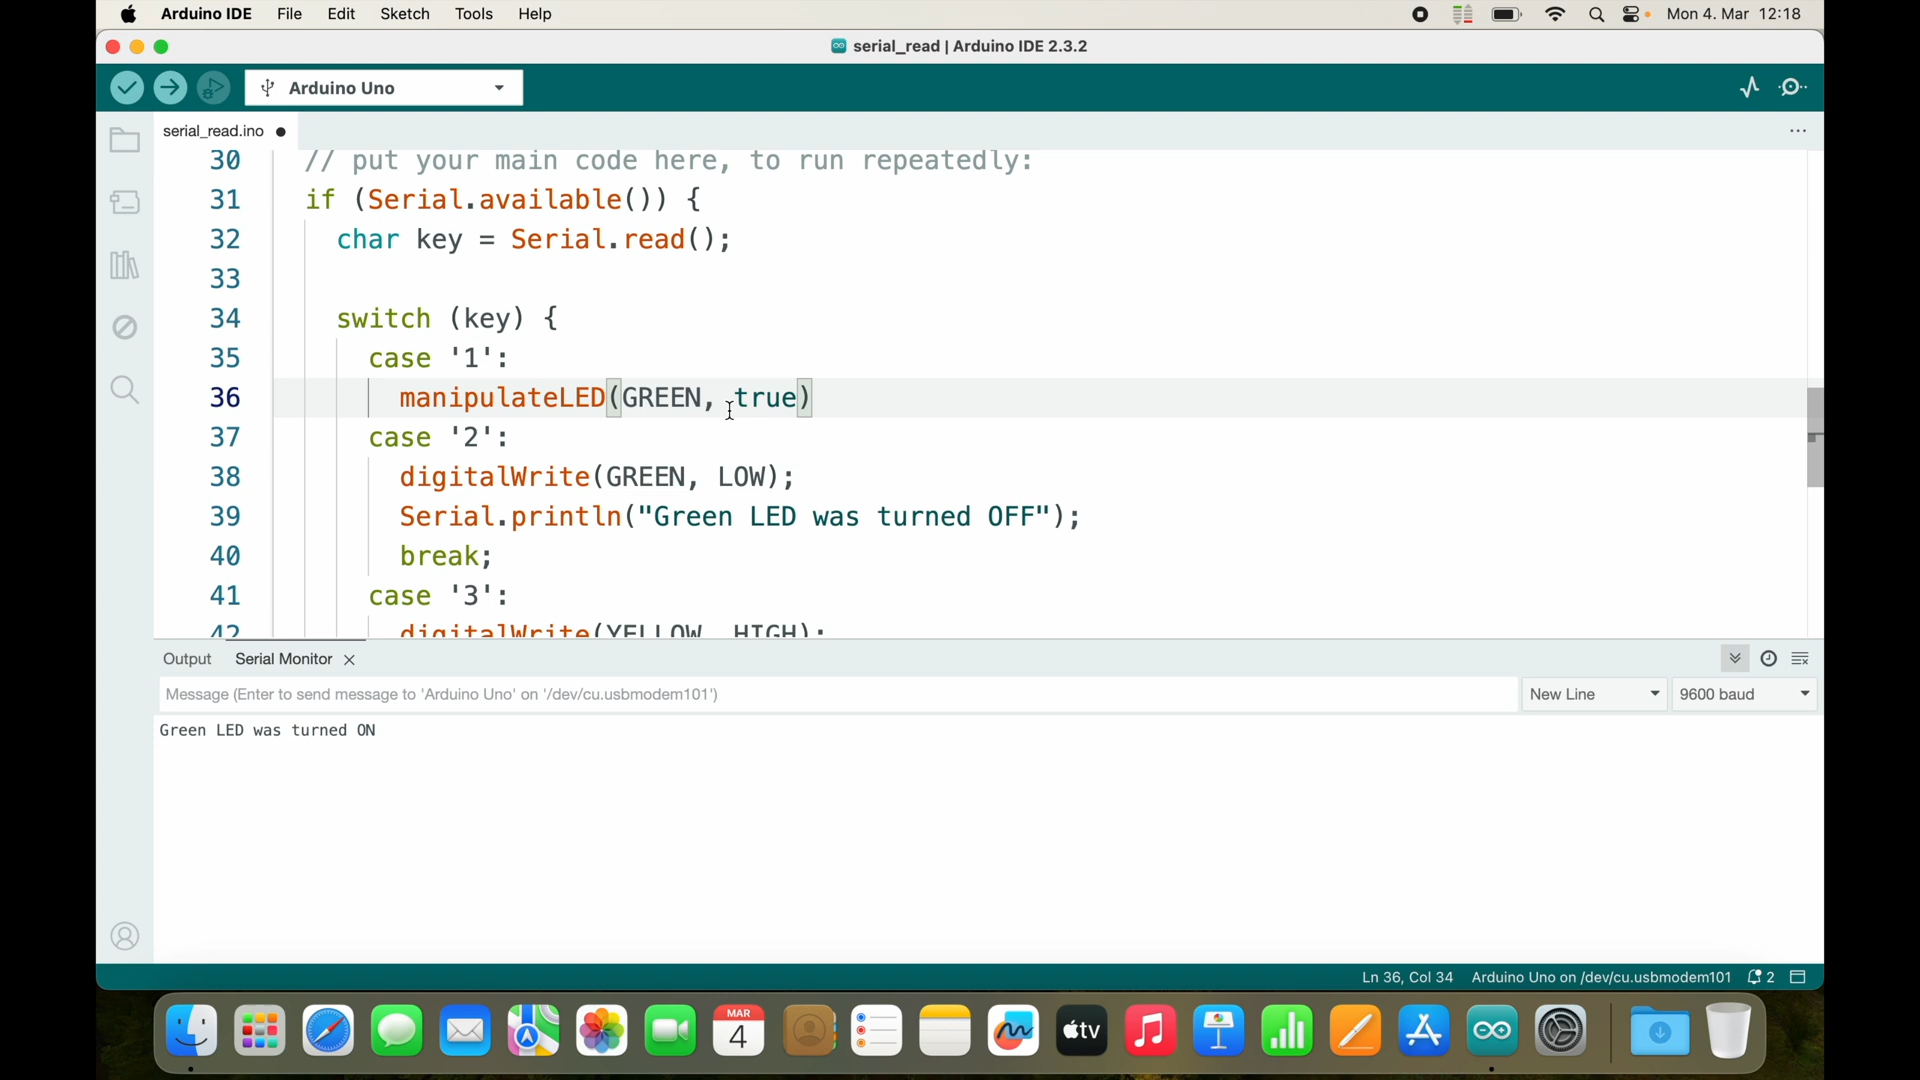 Arduino IDE File Edit Sketch Tools Help Mon 4. Mar 12:18
serial_read | Arduino IDE 2.3.2
Arduino Uno
serial_read.ino
30 // put your main code here, to run repeatedly:
31 if (Serial.available()) {
32 char key = Serial.read();
33
34 switch (key) {
35 case '1':
36 manipulateLED(GREEN, true)
37 case '2':
38 digitalWrite(GREEN, LOW);
39 Serial.println("Green LED was turned OFF");
40 break;
41 case '3':
42 digitalWrite(YELLOW, HIGH);
Output Serial Monitor
Message (Enter to send message to 'Arduino Uno' on '/dev/cu.usbmodem101')
New Line 9600 baud
Green LED was turned ON
Ln 36, Col 34 Arduino Uno on /dev/cu.usbmodem101 2
MAR
4
tv